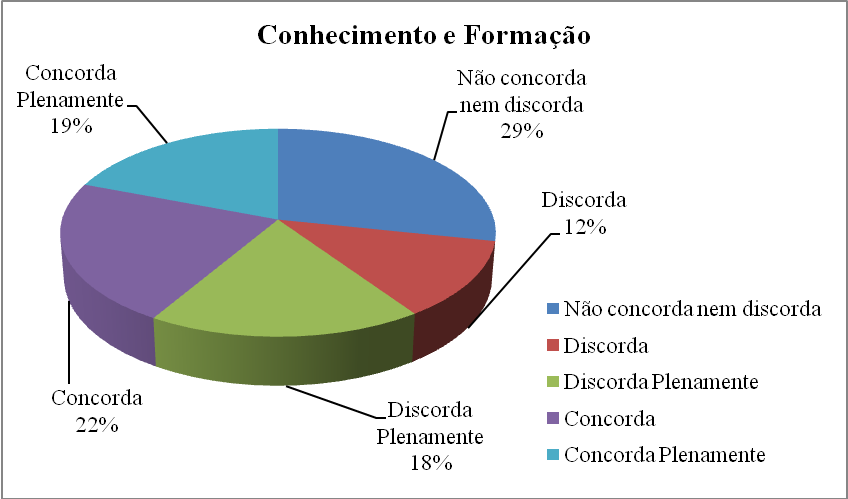 Conhecimento e Formação
Concorda
Plenamente
19%
Não concorda
nem discorda
29%
Discorda
12%
Concorda
22%
Discorda
Plenamente
18%
Não concorda nem discorda
Discorda
Discorda Plenamente
Concorda
Concorda Plenamente